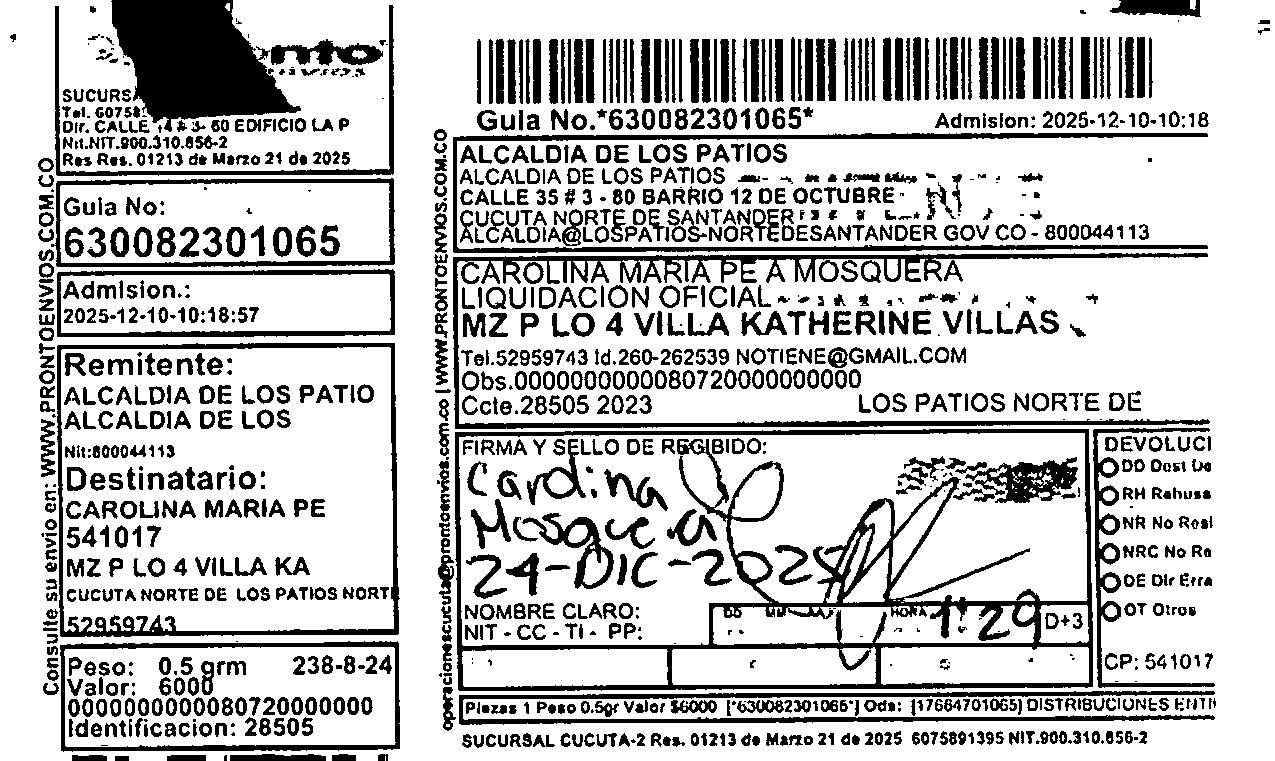 SUCURSA
Tel. 60758
Dir. CALLE 14 # 3- 60 EDIFICIO LA P
Nit.NIT.900.310.856-2
Res Res. 01213 de Marzo 21 de 2025
Consulte su envio en: WWW.PRONTOENVIOS.COM.CO
Guia No:
630082301065
Admision.:
2025-12-10-10:18:57
Remitente:
ALCALDIA DE LOS PATIO
ALCALDIA DE LOS
Nit:800044113
Destinatario:
CAROLINA MARIA PE
541017
MZ P LO 4 VILLA KA
CUCUTA NORTE DE LOS PATIOS NORTE
52959743
Peso: 0.5 grm 238-8-24
Valor: 6000
0000000000080720000000
Identificacion: 28505
Guia No.*630082301065* Admision: 2025-12-10-10:18
operacionescucuta@prontoenvios.com.co | WWW.PRONTOENVIOS.COM.CO
ALCALDIA DE LOS PATIOS
ALCALDIA DE LOS PATIOS
CALLE 35 # 3 - 80 BARRIO 12 DE OCTUBRE
CUCUTA NORTE DE SANTANDER
ALCALDIA@LOSPATIOS-NORTEDESANTANDER GOV CO - 800044113
CAROLINA MARIA PE A MOSQUERA
LIQUIDACION OFICIAL
MZ P LO 4 VILLA KATHERINE VILLAS
Tel.52959743 Id.260-262539 NOTIENE@GMAIL.COM
Obs.0000000000080720000000000
Ccte.28505 2023 LOS PATIOS NORTE DE
FIRMA Y SELLO DE RECIBIDO:
Carolina
Mosquera
24-DIC-2025
NOMBRE CLARO:
NIT - CC - TI - PP:
DD MM AA HORA 1:29 D+3
DEVOLUCI
DD Dest De
RH Rehusa
NR No Resi
NRC No Re
DE Dir Erra
OT Otros
CP: 541017
Piezas 1 Peso 0.5gr Valor $6000 [*630082301065*] Ods: [17664701065] DISTRIBUCIONES ENTI
SUCURSAL CUCUTA-2 Res. 01213 de Marzo 21 de 2025 6075891395 NIT.900.310.856-2